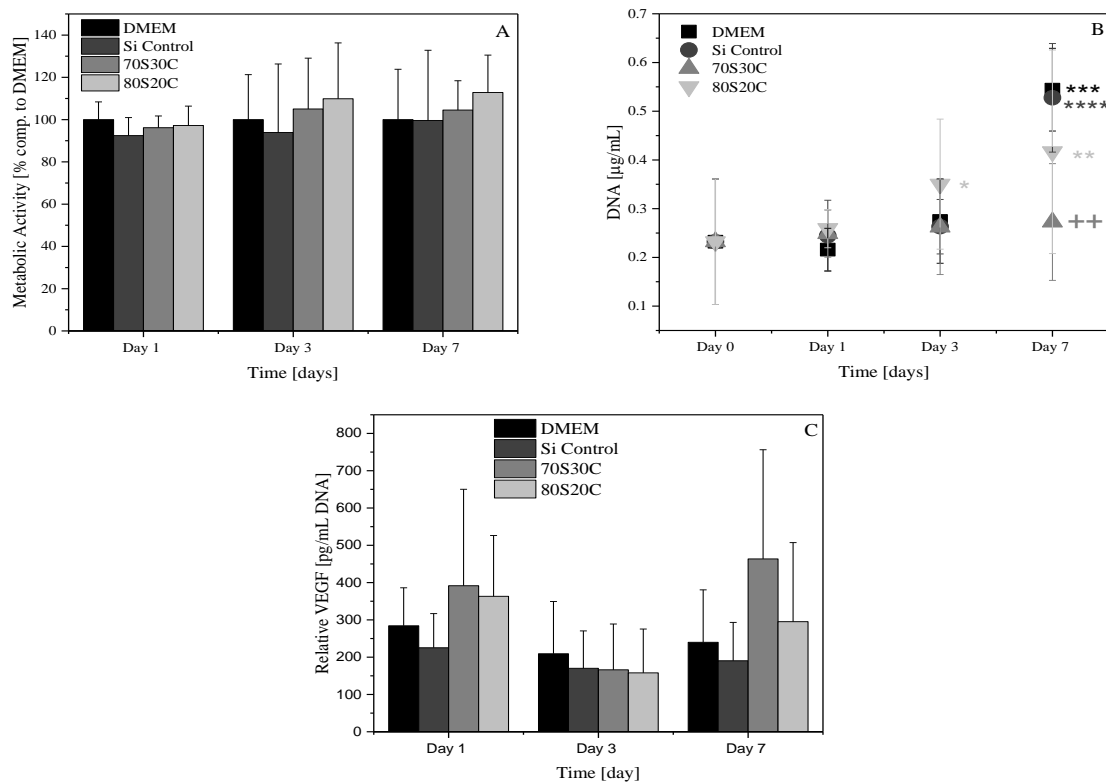 A
DMEM
Si Control
70S30C
80S20C
Metabolic Activity [% comp. to DMEM]
140
120
100
80
60
40
20
0
Day 1 Day 3 Day 7
Time [days]
B
DMEM
Si Control
70S30C
80S20C
DNA [µg/mL]
0.6
0.5
0.4
0.3
0.2
0.1
***
****
**
*
++
Day 0 Day 1 Day 3 Day 7
Time [days]
C
DMEM
Si Control
70S30C
80S20C
Relative VEGF [pg/mL DNA]
800
700
600
500
400
300
200
100
0
Day 1 Day 3 Day 7
Time [day]